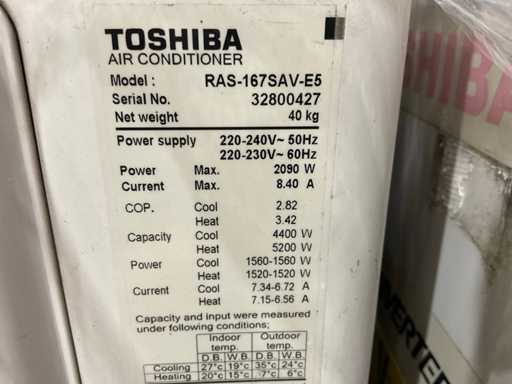 TOSHIBA
AIR CONDITIONER
Model : RAS-167SAV-E5
Serial No. 32800427
Net weight 40 kg
Power supply 220-240V~ 50Hz
220-230V~ 60Hz
Power Max. 2090 W
Current Max. 8.40 A
COP. Cool 2.82
Heat 3.42
Capacity Cool 4400 W
Heat 5200 W
Power Cool 1560-1560 W
Heat 1520-1520 W
Current Cool 7.34-6.72 A
Heat 7.15-6.56 A
Capacity and input were measured
under following conditions;
Indoor temp. Outdoor temp.
D.B. W.B. D.B. W.B.
Cooling 27°c 19°c 35°c 24°c
Heating 20°c 15°c 7°c 6°c
SHIBA
VERTER